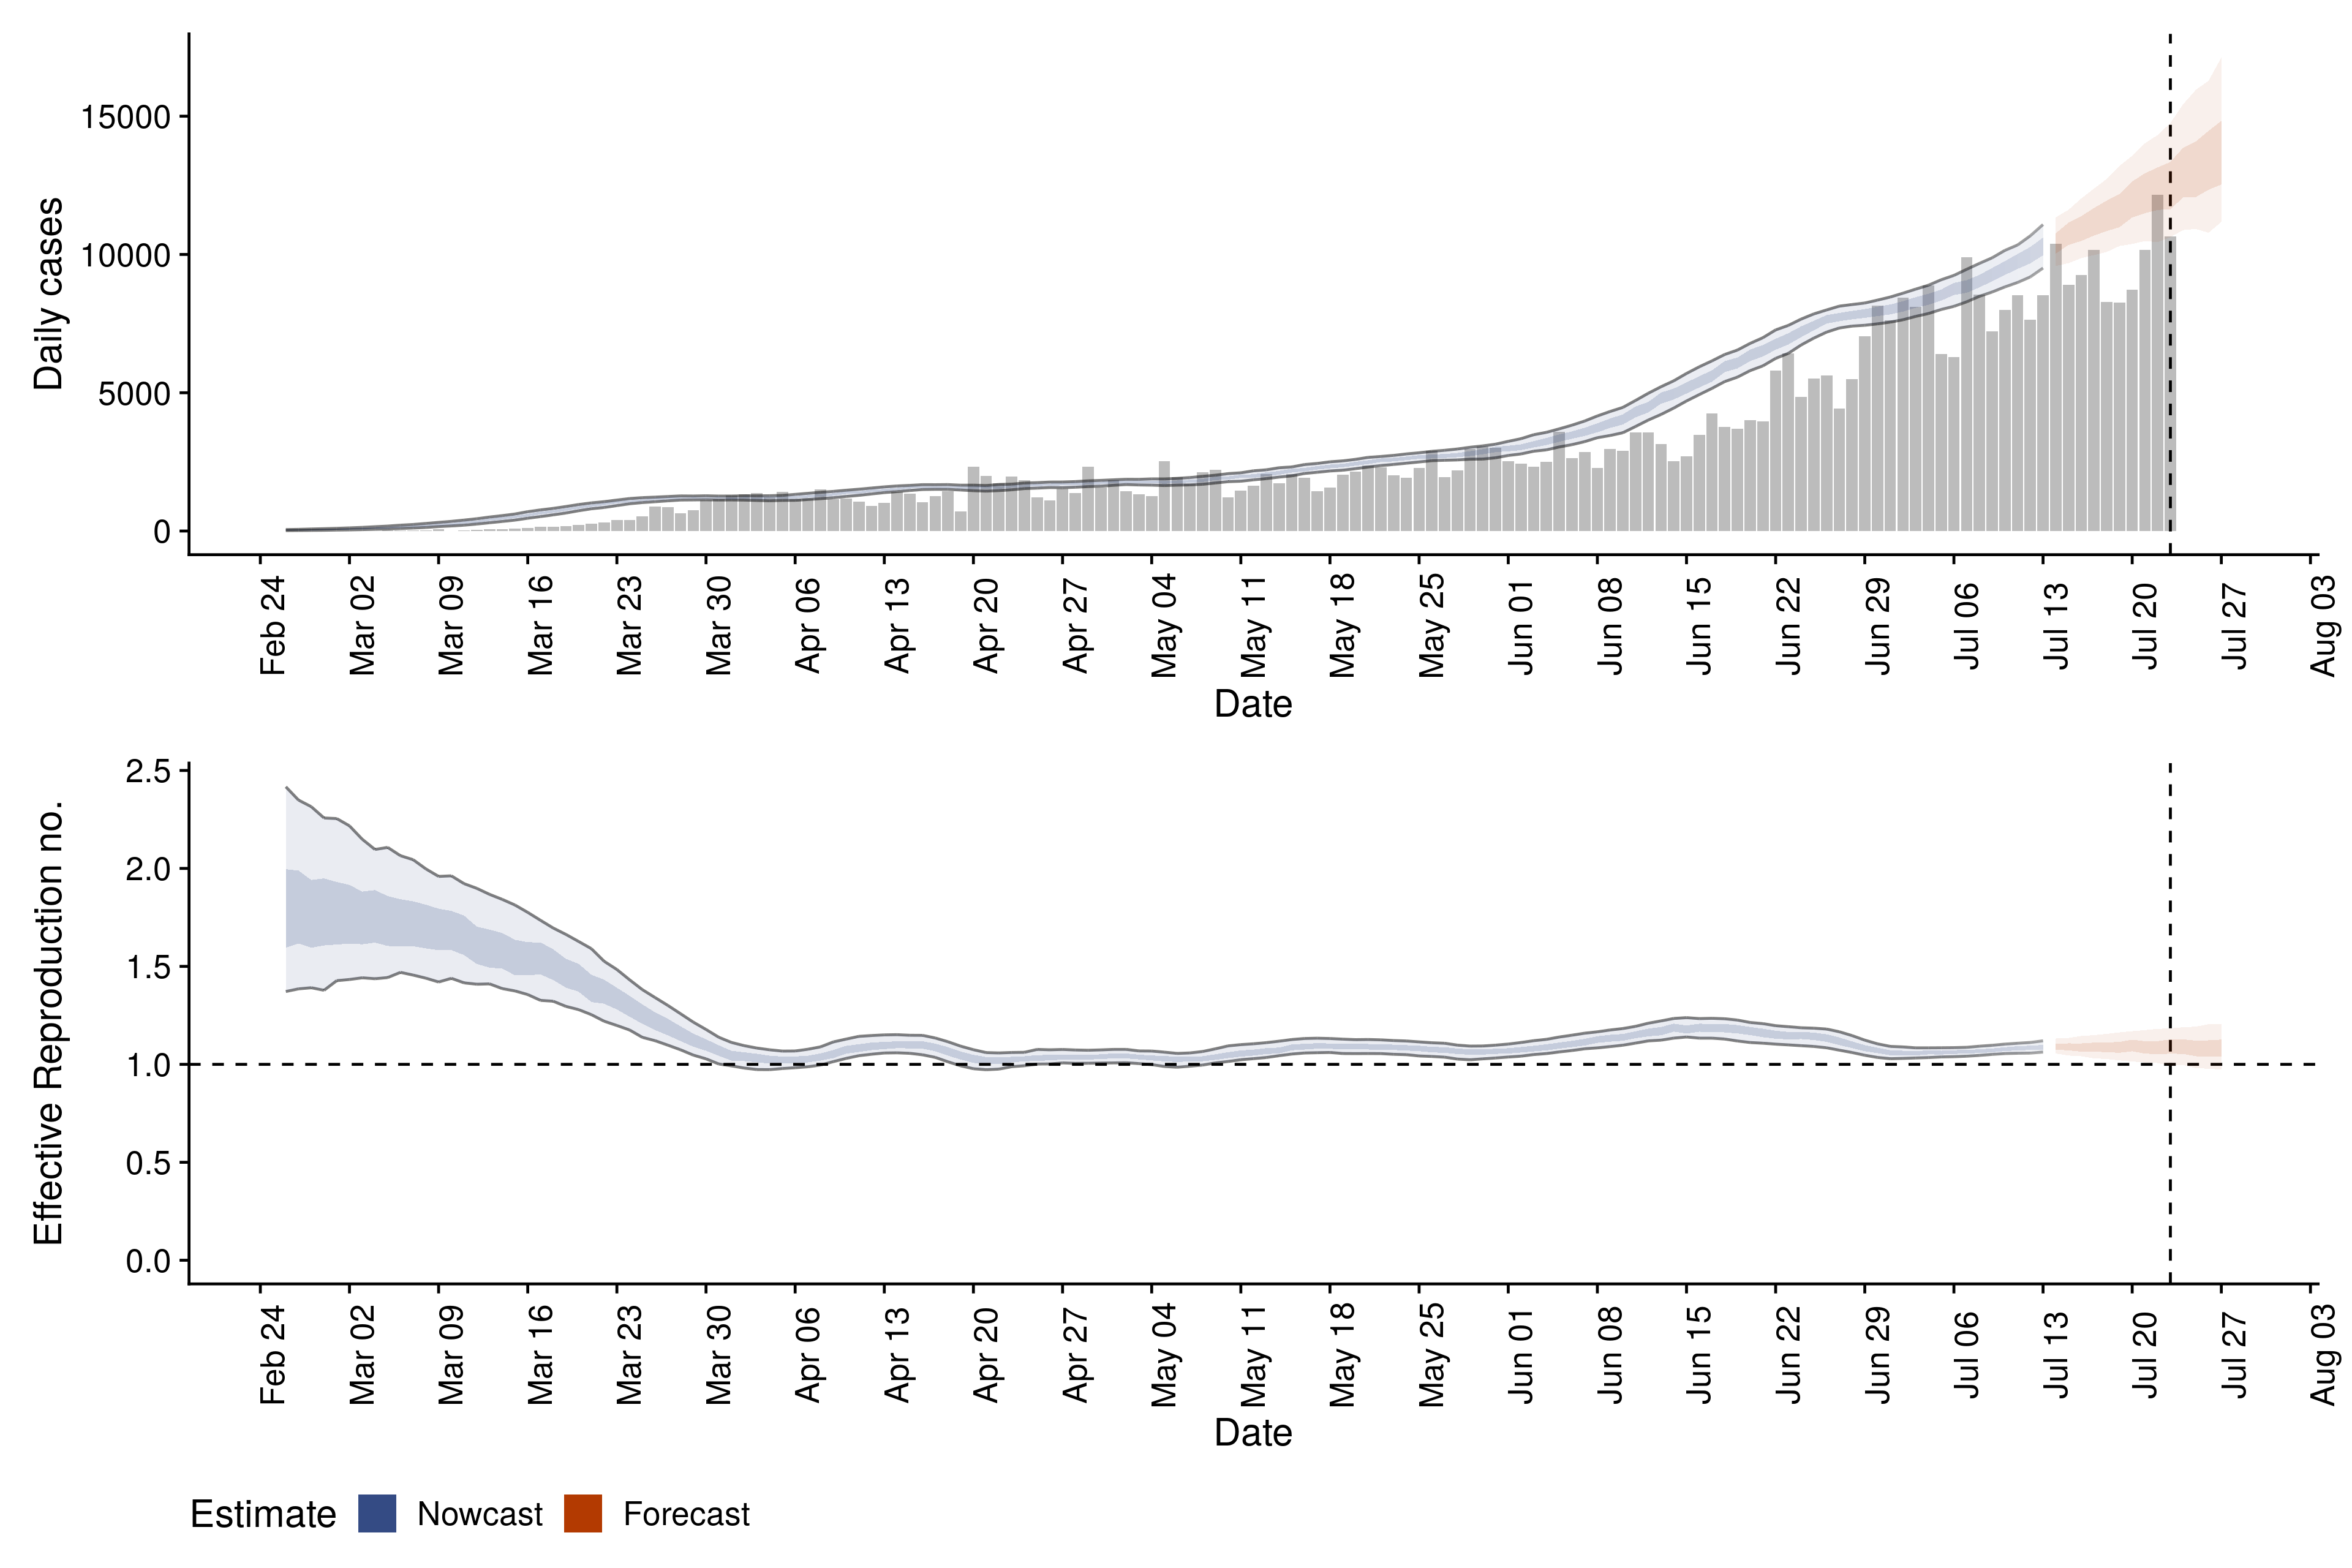 Daily cases
15000
10000
5000
0
Feb 24
Mar 02
Mar 09
Mar 16
Mar 23
Mar 30
Apr 06
Apr 13
Apr 20
Apr 27
May 04
May 11
May 18
May 25
Jun 01
Jun 08
Jun 15
Jun 22
Jun 29
Jul 06
Jul 13
Jul 20
Jul 27
Aug 03
Date
Effective Reproduction no.
2.5
2.0
1.5
1.0
0.5
0.0
Feb 24
Mar 02
Mar 09
Mar 16
Mar 23
Mar 30
Apr 06
Apr 13
Apr 20
Apr 27
May 04
May 11
May 18
May 25
Jun 01
Jun 08
Jun 15
Jun 22
Jun 29
Jul 06
Jul 13
Jul 20
Jul 27
Aug 03
Date
Estimate Nowcast Forecast